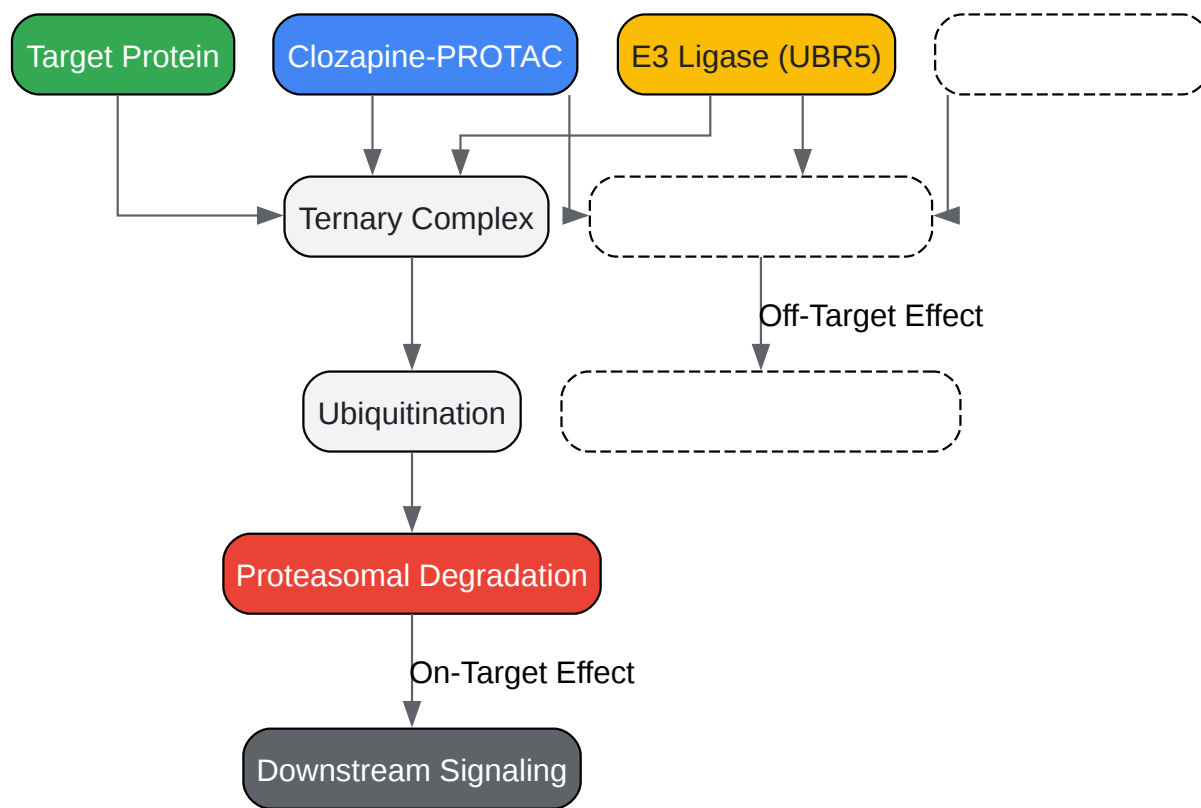 Target Protein
Clozapine-PROTAC
E3 Ligase (UBR5)
Ternary Complex
Off-Target Effect
Ubiquitination
Proteasomal Degradation
On-Target Effect
Downstream Signaling